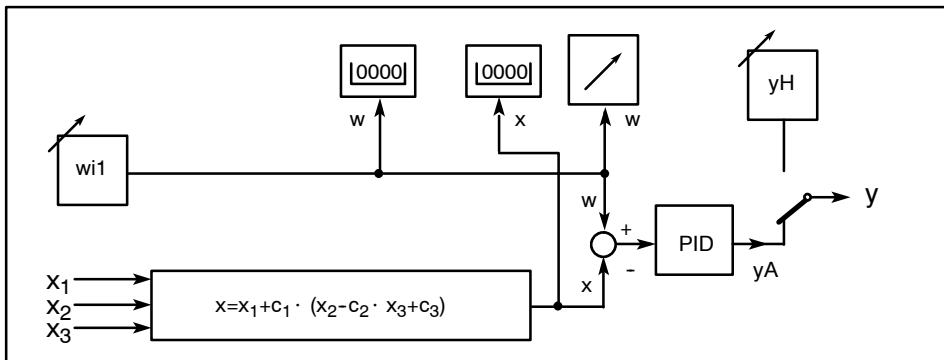 |0000|
|0000|
yH
w
x
w
wi1
w
y
+
PID
-
yA
x
x₁
x₂
x₃
x=x₁+c₁· (x₂-c₂· x₃+c₃)